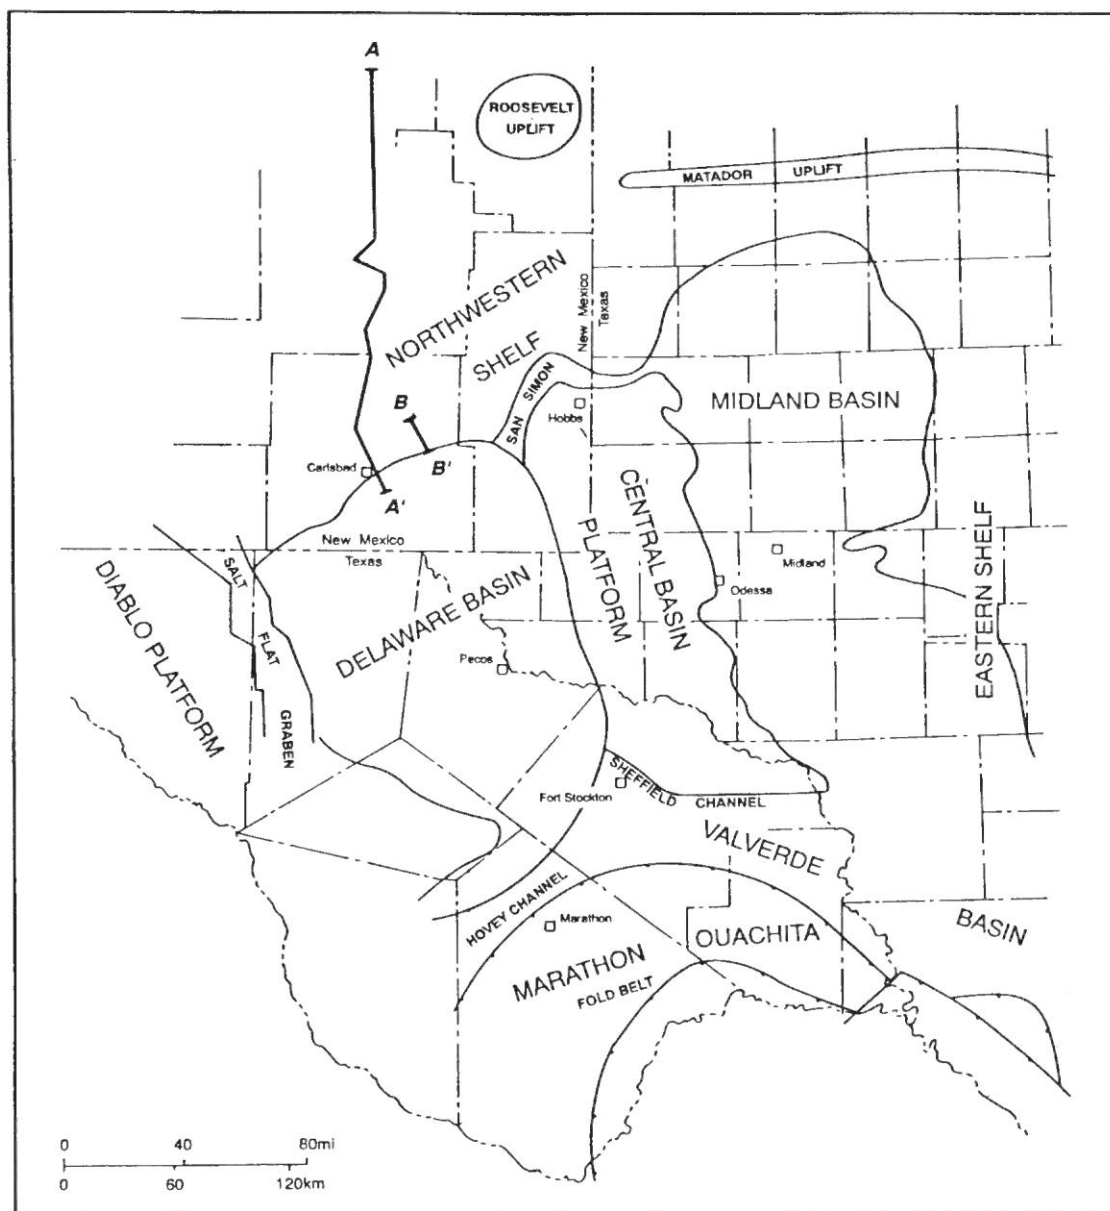 A
ROOSEVELT
UPLIFT
MATADOR UPLIFT
NORTHWESTERN
SHELF
New Mexico
Texas
SAN SIMON
Hobbs
MIDLAND BASIN
B
B'
Carlsbad
A'
New Mexico
Texas
CENTRAL BASIN
PLATFORM
Midland
Odessa
EASTERN SHELF
DIABLO PLATFORM
SALT
FLAT
GRABEN
DELAWARE BASIN
Pecos
SHEFFIELD
CHANNEL
Fort Stockton
VALVERDE
BASIN
HOVEY CHANNEL
Marathon
OUACHITA
MARATHON
FOLD BELT
0 40 80mi
0 60 120km